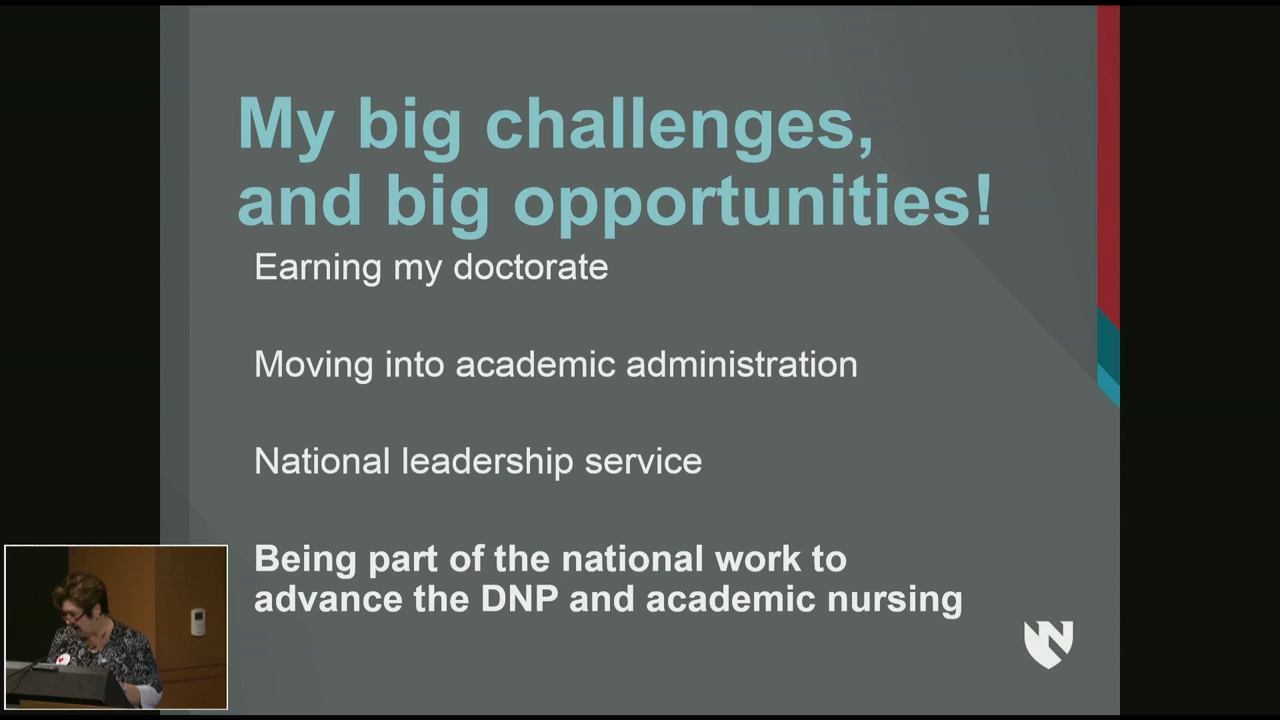 My big challenges,
and big opportunities!
Earning my doctorate
Moving into academic administration
National leadership service
Being part of the national work to
advance the DNP and academic nursing
N